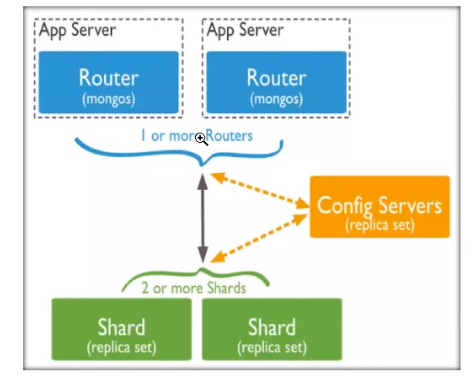 App Server
App Server
Router
(mongos)
Router
(mongos)
1 or more Routers
Config Servers
(replica set)
2 or more Shards
Shard
(replica set)
Shard
(replica set)